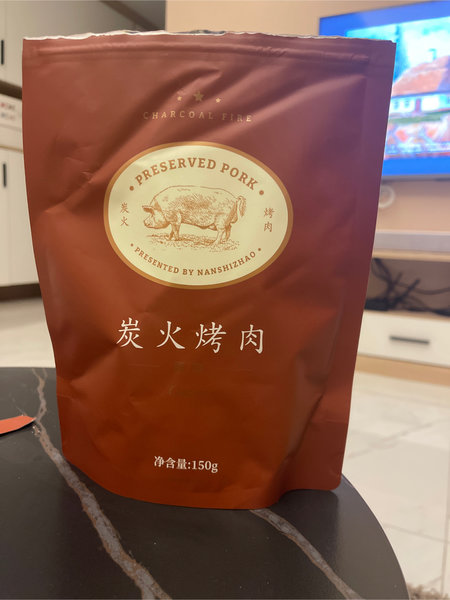 CHARCOAL FIRE
PRESERVED PORK
炭火
烤肉
PRESENTED BY NANSHIZHAO
炭火烤肉
净含量:150g